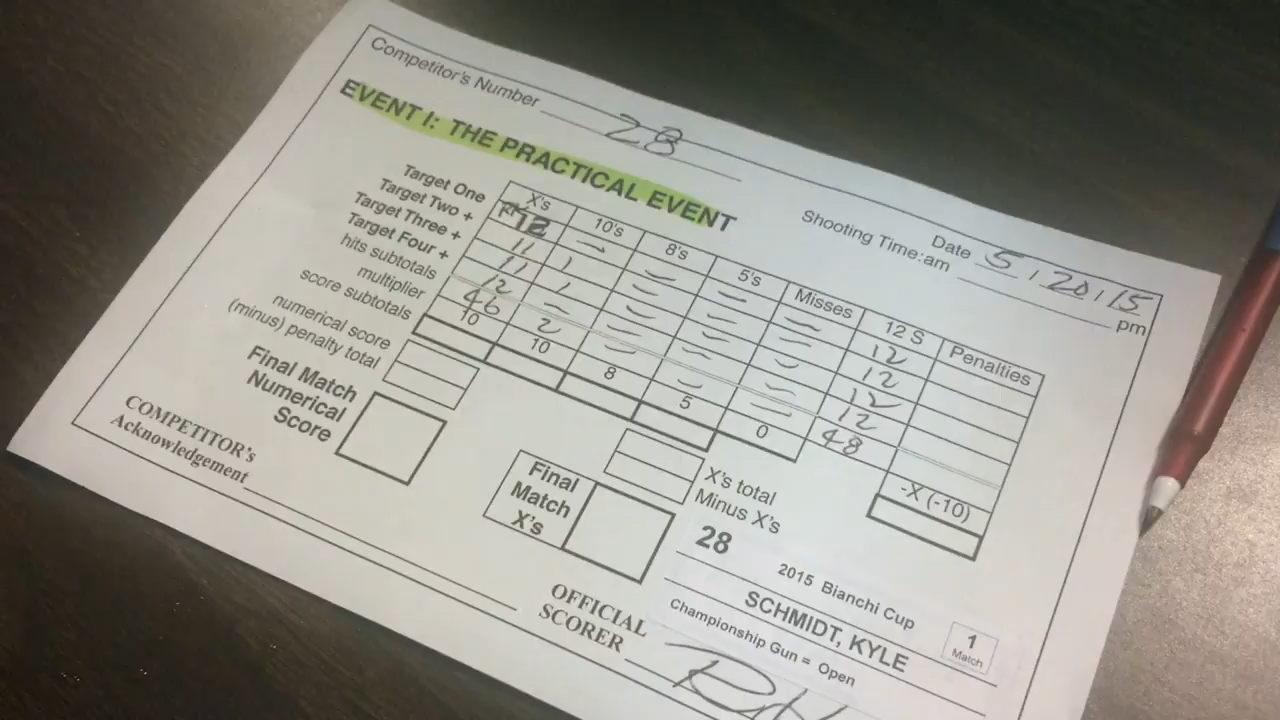 Competitor's Number 28
Date 5/20/15
EVENT I: THE PRACTICAL EVENT
Shooting Time:am pm
X's 10's 8's 5's Misses 12 S Penalties
Target One 12 — — — — 12
Target Two + 11 1 — — — 12
Target Three + 11 1 — — — 12
Target Four + 12 — — — — 12
hits subtotals 46 2 — — — 48
multiplier 10 10 8 5 0 -X (-10)
score subtotals
numerical score
(minus) penalty total
X's total
Minus X's
Final Match
Numerical
Score
Final
Match
X's
COMPETITOR's
Acknowledgement
OFFICIAL
SCORER
28 2015 Bianchi Cup
SCHMIDT, KYLE
Championship Gun = Open
1
Match